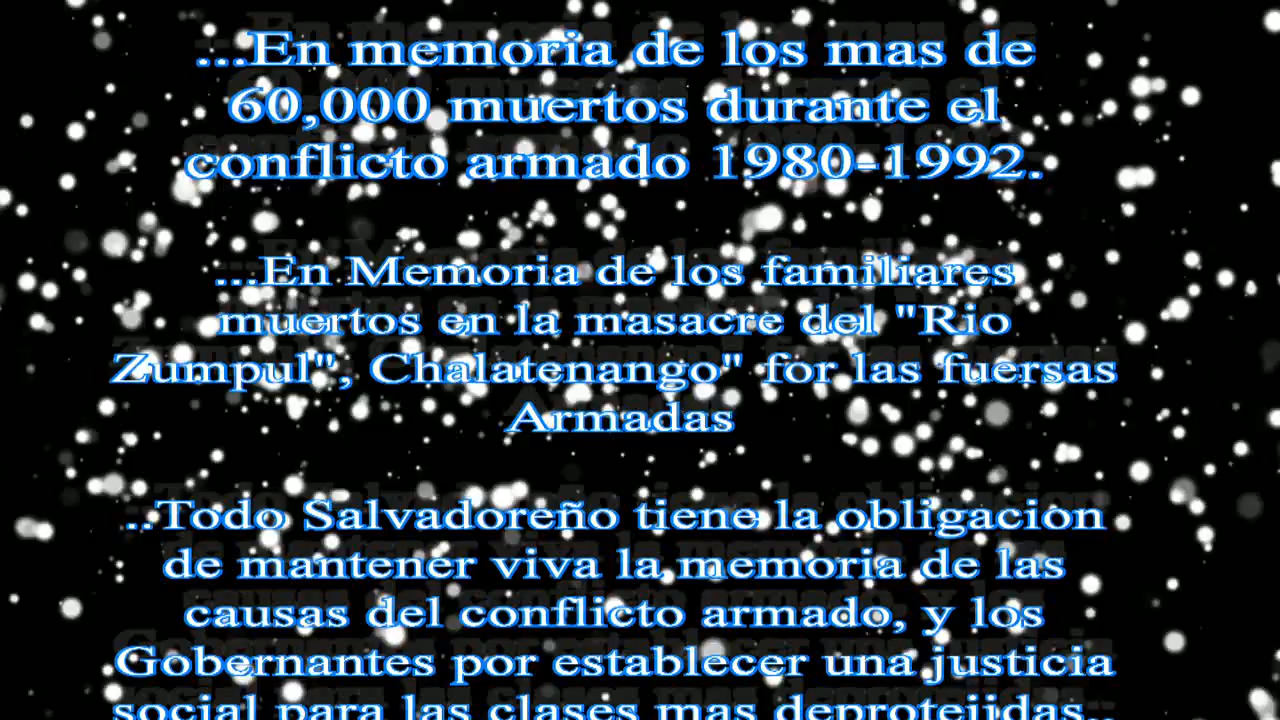 ...En memoria de los mas de
60,000 muertos durante el
conflicto armado 1980-1992.
...En Memoria de los familiares
muertos en la masacre del "Rio
Zumpul", Chalatenango" for las fuersas
Armadas
..Todo Salvadoreño tiene la obligacion
de mantener viva la memoria de las
causas del conflicto armado, y los
Gobernantes por establecer una justicia
social para las clases mas deprotejidas..